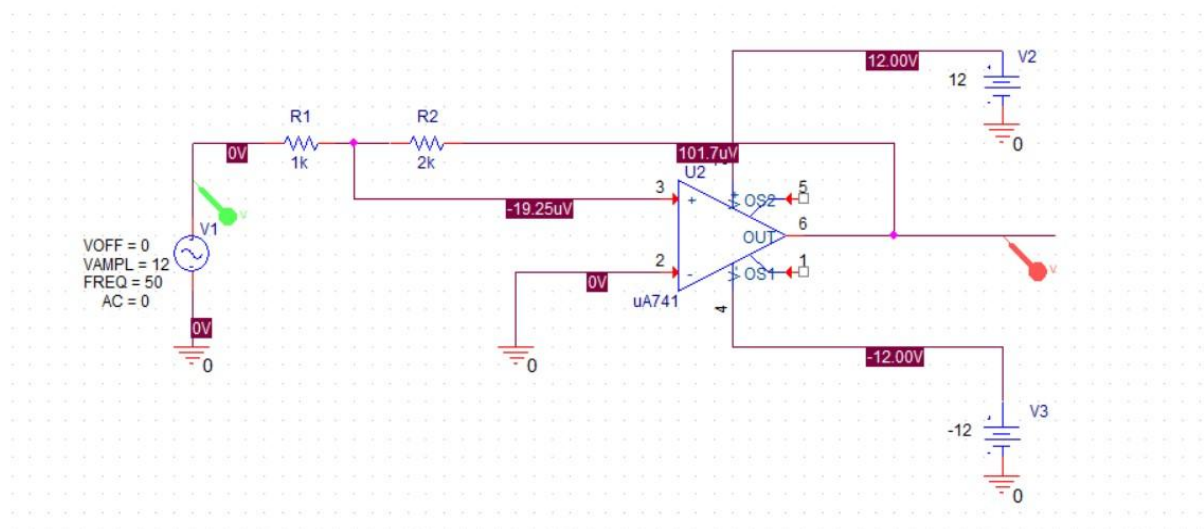 12.00V
V2
12
0
R1
R2
0V
1k
2k
101.7uV
U2
3
+
5
OS2
-19.25uV
V1
6
OUT
VOFF = 0
VAMPL = 12
FREQ = 50
AC = 0
2
-
1
OS1
0V
uA741
4
0V
0
0
-12.00V
V3
-12
0